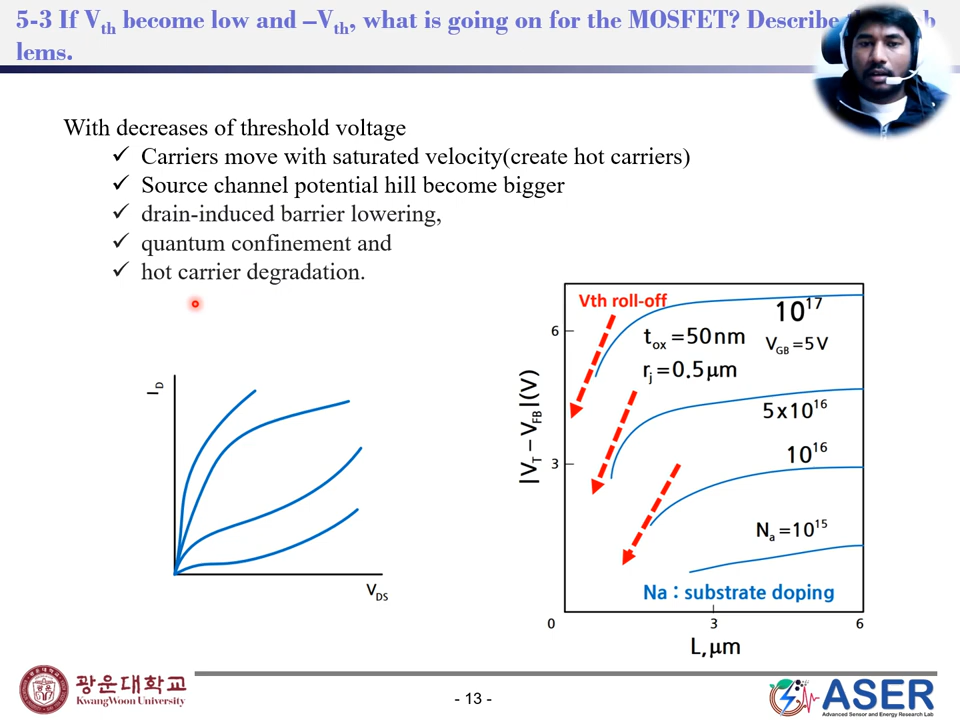 5-3 If Vth become low and –Vth, what is going on for the MOSFET? Describe
lems.
With decreases of threshold voltage
✓ Carriers move with saturated velocity(create hot carriers)
✓ Source channel potential hill become bigger
✓ drain-induced barrier lowering,
✓ quantum confinement and
✓ hot carrier degradation.
ID
VDS
Vth roll-off
10^17
tox =50nm
VGB =5V
rj =0.5μm
5x10^16
10^16
Na =10^15
Na : substrate doping
|VT – VFB|(V)
6
3
0
3
6
L,μm
광운대학교
KwangWoon University
- 13 -
ASER
Advanced Sensor and Energy Research Lab